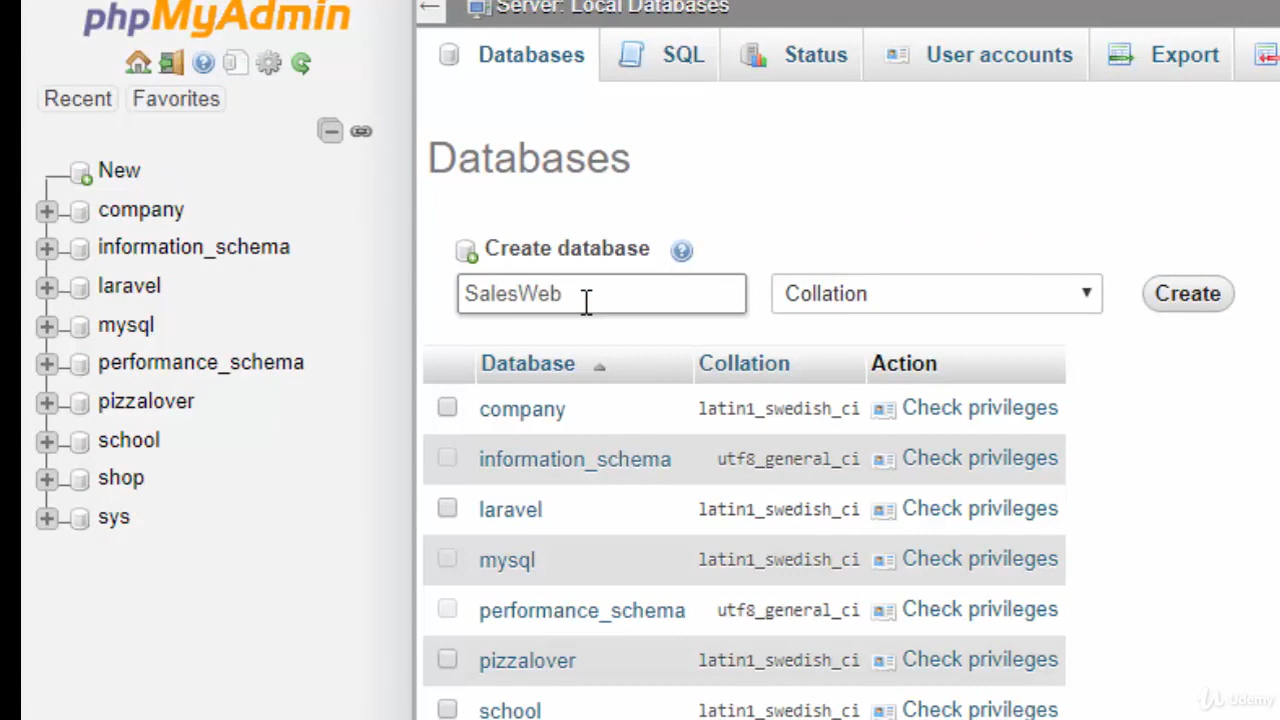 phpMyAdmin
Recent Favorites
New
company
information_schema
laravel
mysql
performance_schema
pizzalover
school
shop
sys
Server: Local Databases
Databases SQL Status User accounts Export
Databases
Create database
SalesWeb Collation Create
Database Collation Action
company latin1_swedish_ci Check privileges
information_schema utf8_general_ci Check privileges
laravel latin1_swedish_ci Check privileges
mysql latin1_swedish_ci Check privileges
performance_schema utf8_general_ci Check privileges
pizzalover latin1_swedish_ci Check privileges
school latin1_swedish_ci Check privileges
Udemy